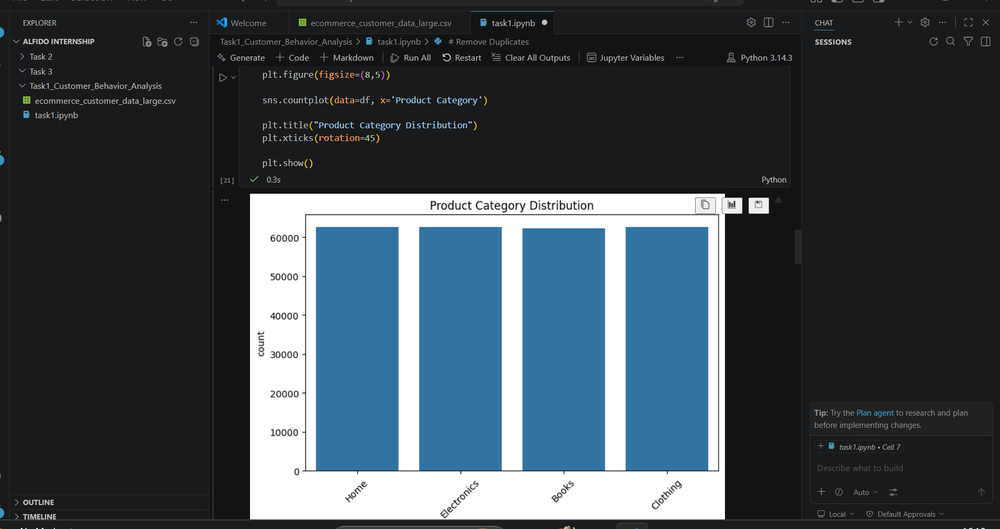 EXPLORER
ALFIDO INTERNSHIP
Task 2
Task 3
Task1_Customer_Behavior_Analysis
ecommerce_customer_data_large.csv
task1.ipynb
OUTLINE
TIMELINE
Welcome
ecommerce_customer_data_large.csv
task1.ipynb
Task1_Customer_Behavior_Analysis > task1.ipynb > # Remove Duplicates
Generate + Code + Markdown Run All Restart Clear All Outputs Jupyter Variables ... Python 3.14.3
plt.figure(figsize=(8,5))
sns.countplot(data=df, x='Product Category')
plt.title("Product Category Distribution")
plt.xticks(rotation=45)
plt.show()
[21] 0.3s Python
...
Product Category Distribution
60000
50000
40000
30000
20000
10000
0
count
Home
Electronics
Books
Clothing
CHAT
SESSIONS
Tip: Try the Plan agent to research and plan
before implementing changes.
+ task1.ipynb • Cell 7
Describe what to build
Auto
Local Default Approvals